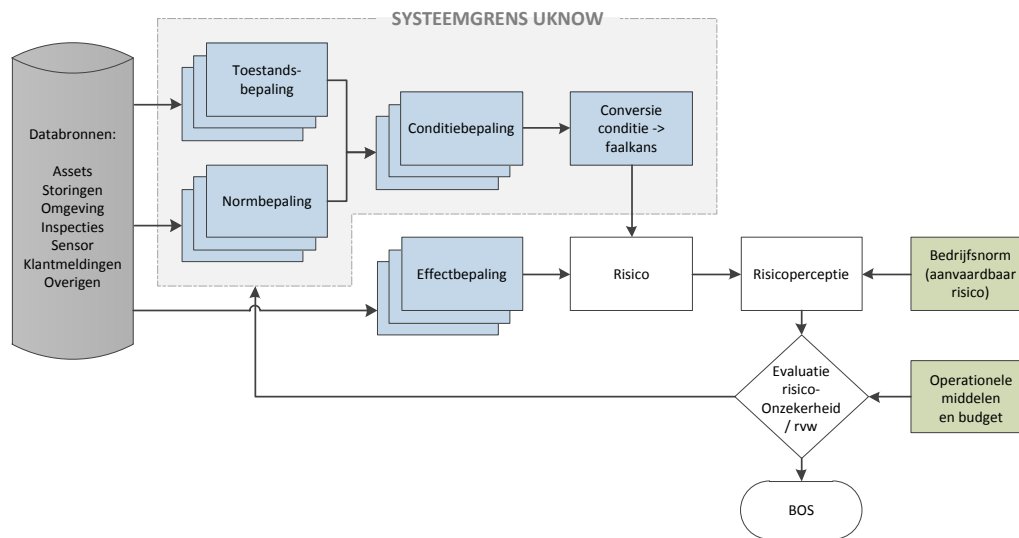 SYSTEEMGRENS UKNOW
Databronnen:
Assets
Storingen
Omgeving
Inspecties
Sensor
Klantmeldingen
Overigen
Toestands-
bepaling
Normbepaling
Conditiebepaling
Conversie
conditie ->
faalkans
Effectbepaling
Risico
Risicoperceptie
Bedrijfsnorm
(aanvaardbaar
risico)
Evaluatie
risico-
Onzekerheid
/ rvw
Operationele
middelen
en budget
BOS